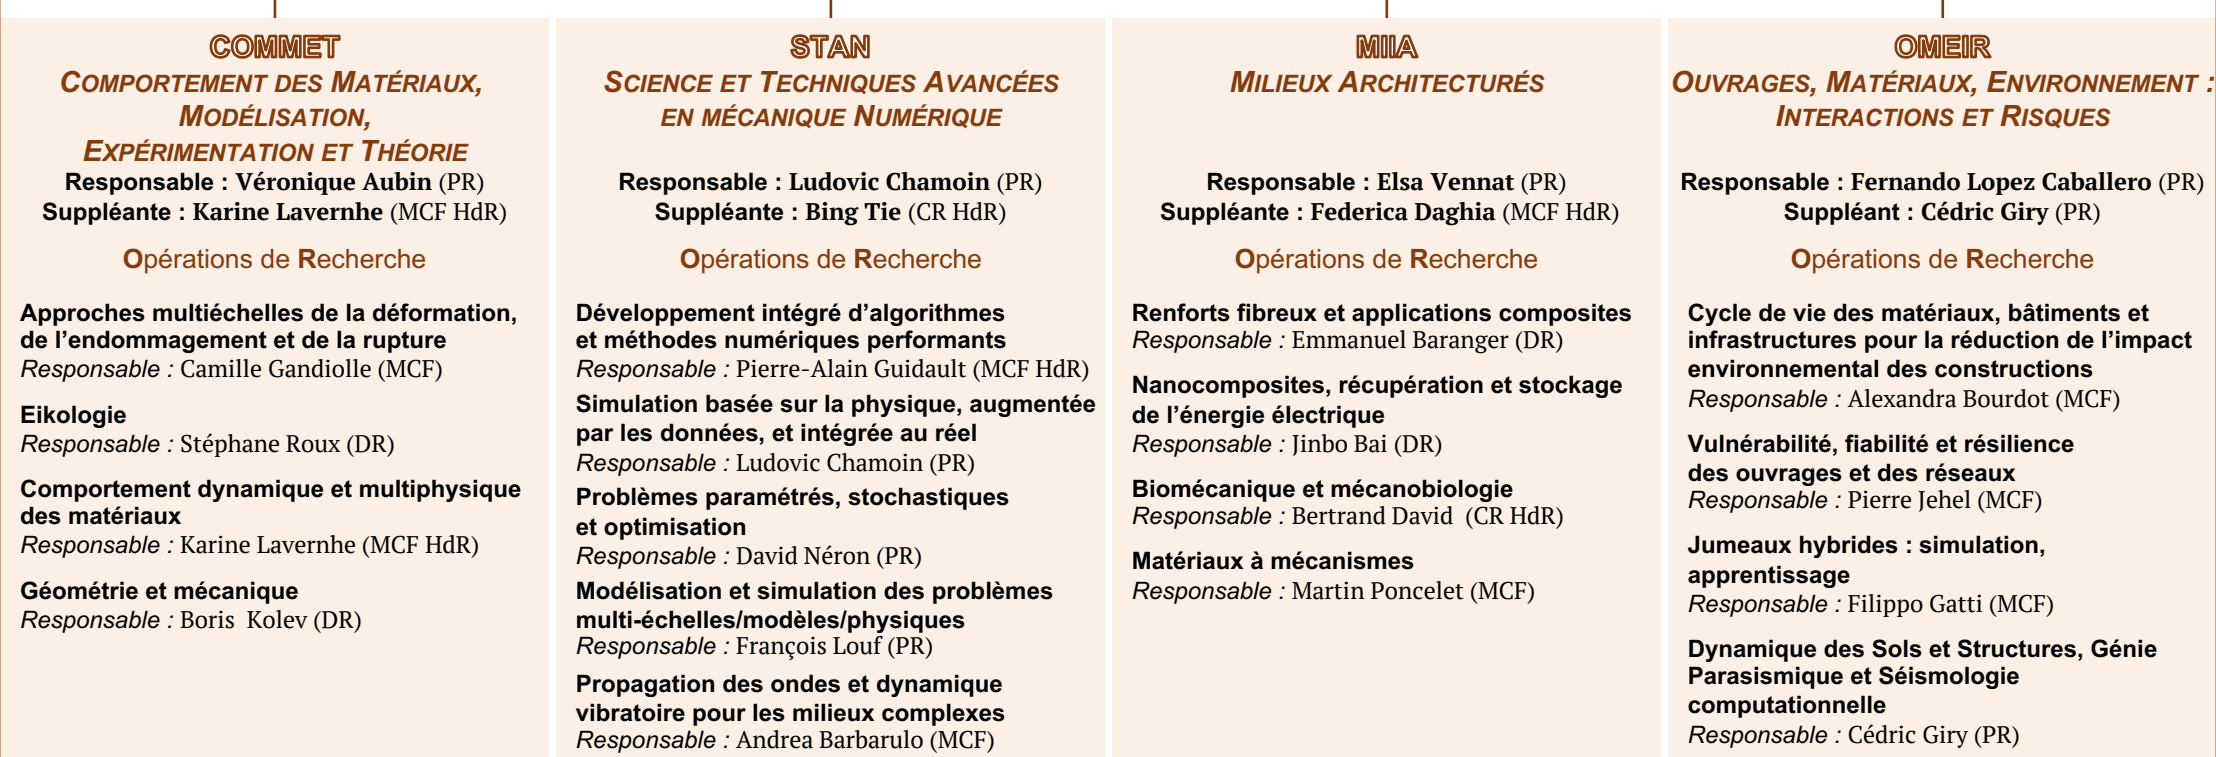 COMMET
COMPORTEMENT DES MATÉRIAUX,
MODÉLISATION,
EXPÉRIMENTATION ET THÉORIE
Responsable : Véronique Aubin (PR)
Suppléante : Karine Lavernhe (MCF HdR)
Opérations de Recherche
Approches multiéchelles de la déformation,
de l’endommagement et de la rupture
Responsable : Camille Gandiolle (MCF)
Eikologie
Responsable : Stéphane Roux (DR)
Comportement dynamique et multiphysique
des matériaux
Responsable : Karine Lavernhe (MCF HdR)
Géométrie et mécanique
Responsable : Boris Kolev (DR)
STAN
SCIENCE ET TECHNIQUES AVANCÉES
EN MÉCANIQUE NUMÉRIQUE
Responsable : Ludovic Chamoin (PR)
Suppléante : Bing Tie (CR HdR)
Opérations de Recherche
Développement intégré d’algorithmes
et méthodes numériques performants
Responsable : Pierre-Alain Guidault (MCF HdR)
Simulation basée sur la physique, augmentée
par les données, et intégrée au réel
Responsable : Ludovic Chamoin (PR)
Problèmes paramétrés, stochastiques
et optimisation
Responsable : David Néron (PR)
Modélisation et simulation des problèmes
multi-échelles/modèles/physiques
Responsable : François Louf (PR)
Propagation des ondes et dynamique
vibratoire pour les milieux complexes
Responsable : Andrea Barbarulo (MCF)
MIIA
MILIEUX ARCHITECTURÉS
Responsable : Elsa Vennat (PR)
Suppléante : Federica Daghia (MCF HdR)
Opérations de Recherche
Renforts fibreux et applications composites
Responsable : Emmanuel Baranger (DR)
Nanocomposites, récupération et stockage
de l’énergie électrique
Responsable : Jinbo Bai (DR)
Biomécanique et mécanobiologie
Responsable : Bertrand David (CR HdR)
Matériaux à mécanismes
Responsable : Martin Poncelet (MCF)
OMEIR
OUVRAGES, MATÉRIAUX, ENVIRONNEMENT :
INTERACTIONS ET RISQUES
Responsable : Fernando Lopez Caballero (PR)
Suppléant : Cédric Giry (PR)
Opérations de Recherche
Cycle de vie des matériaux, bâtiments et
infrastructures pour la réduction de l’impact
environnemental des constructions
Responsable : Alexandra Bourdot (MCF)
Vulnérabilité, fiabilité et résilience
des ouvrages et des réseaux
Responsable : Pierre Jehel (MCF)
Jumeaux hybrides : simulation,
apprentissage
Responsable : Filippo Gatti (MCF)
Dynamique des Sols et Structures, Génie
Parasismique et Séismologie
computationnelle
Responsable : Cédric Giry (PR)